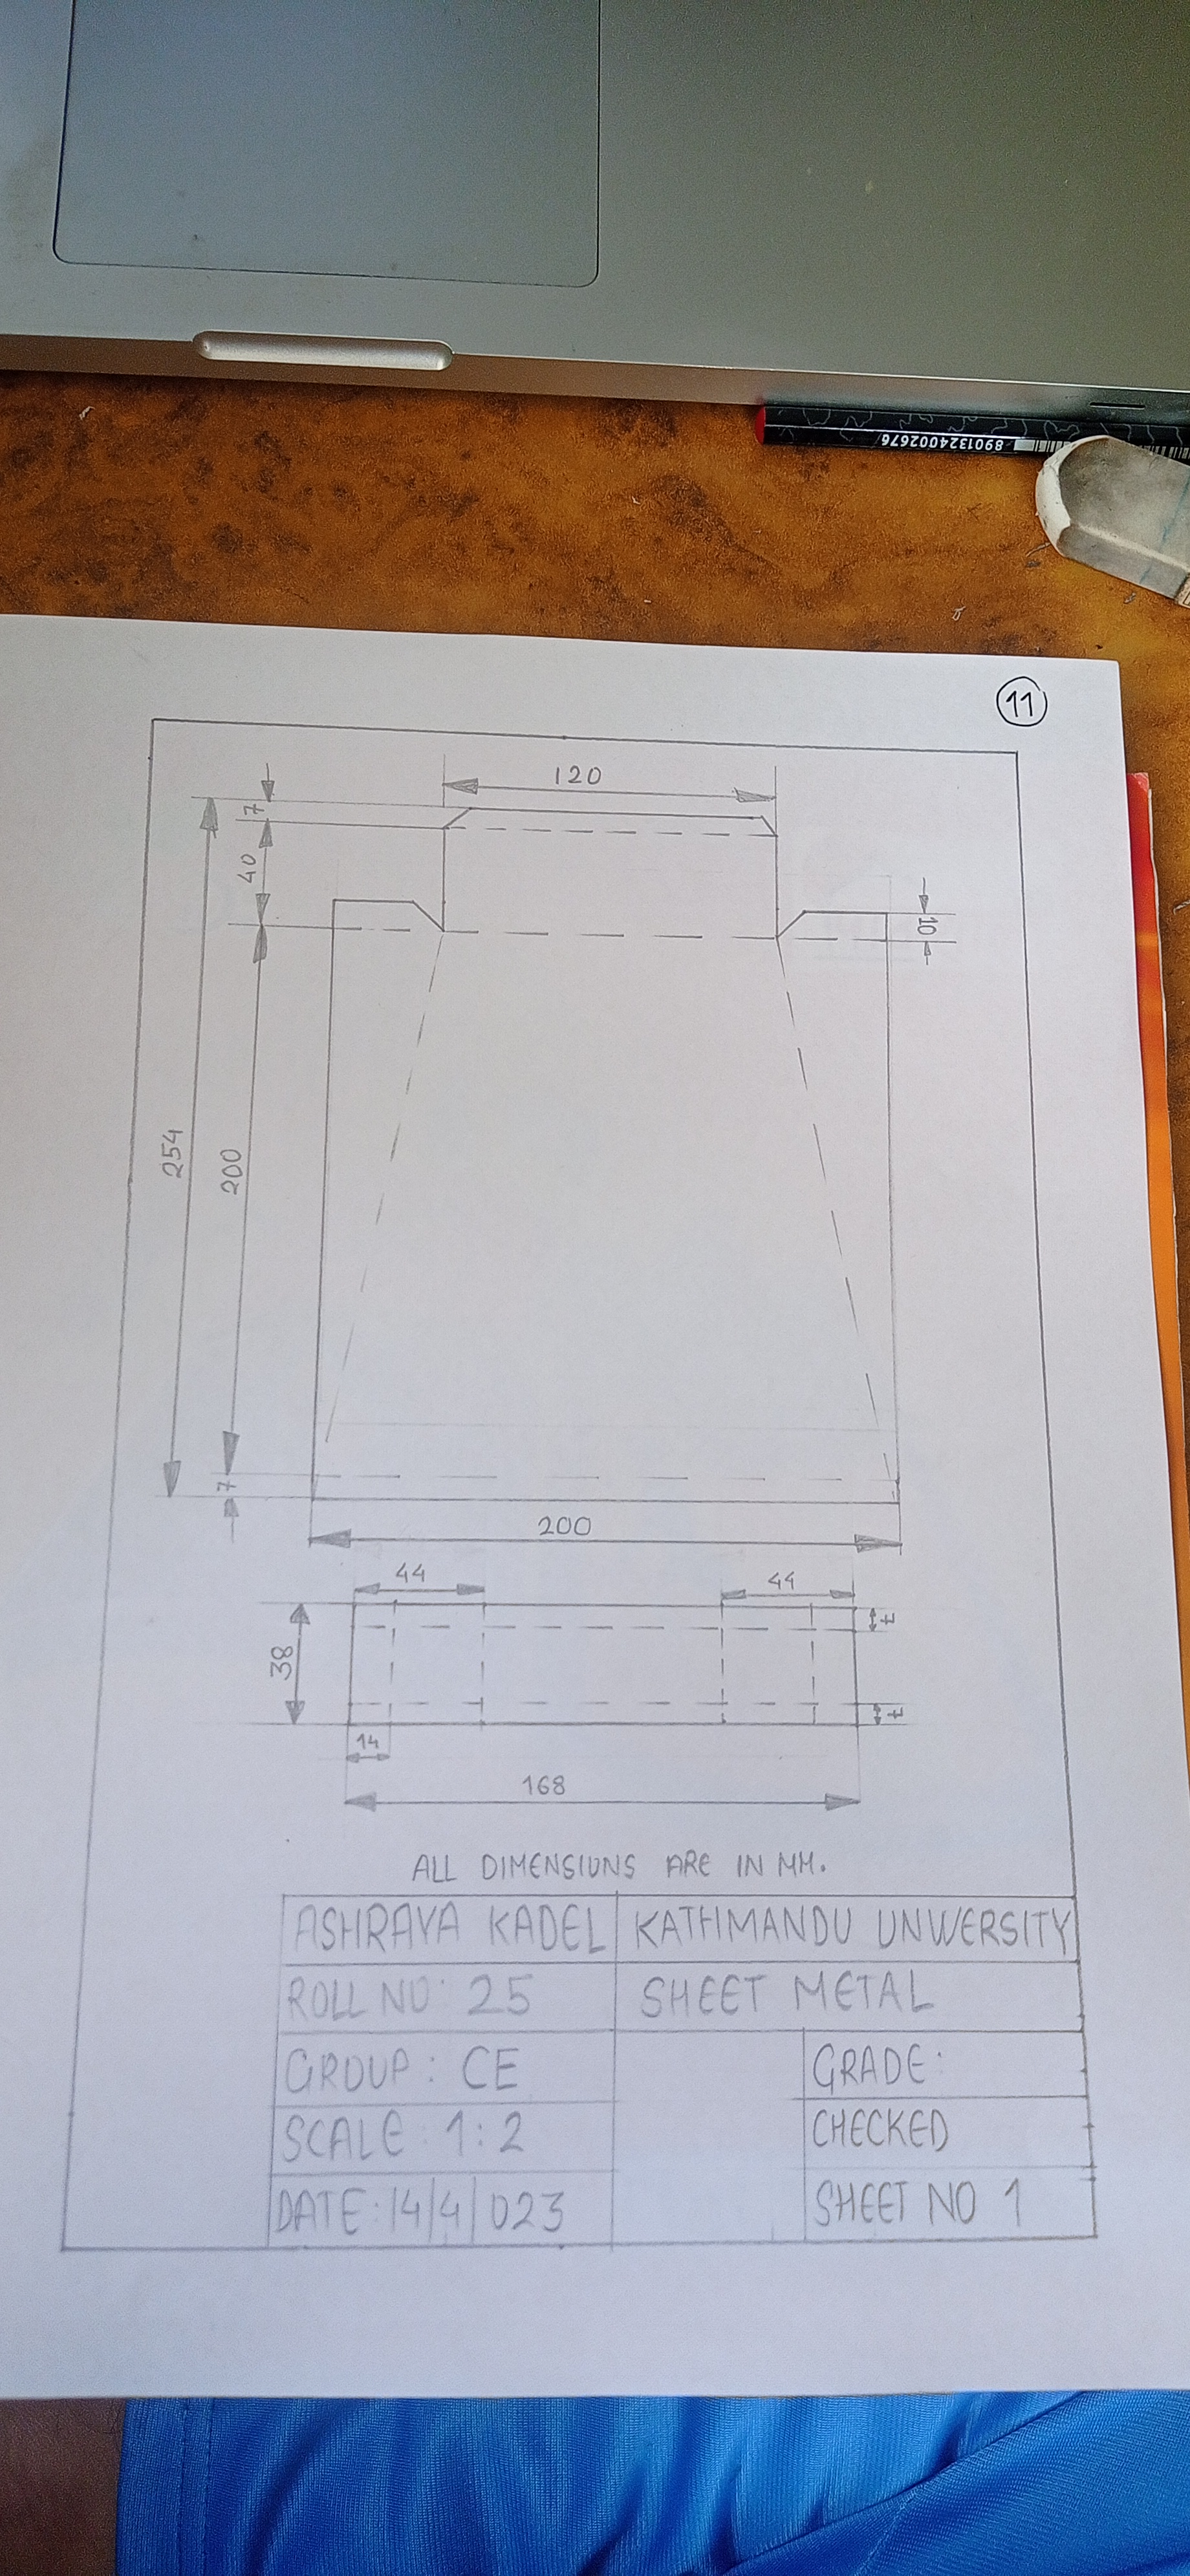 8901324002676
11
120
7
40
10
254
200
7
200
44
44
7
38
7
14
168
ALL DIMENSIONS ARE IN MM.
ASHRAYA KADEL
KATHMANDU UNIVERSITY
ROLL NO: 25
SHEET METAL
GROUP: CE
GRADE:
SCALE: 1:2
CHECKED
DATE: 14/4/023
SHEET NO 1